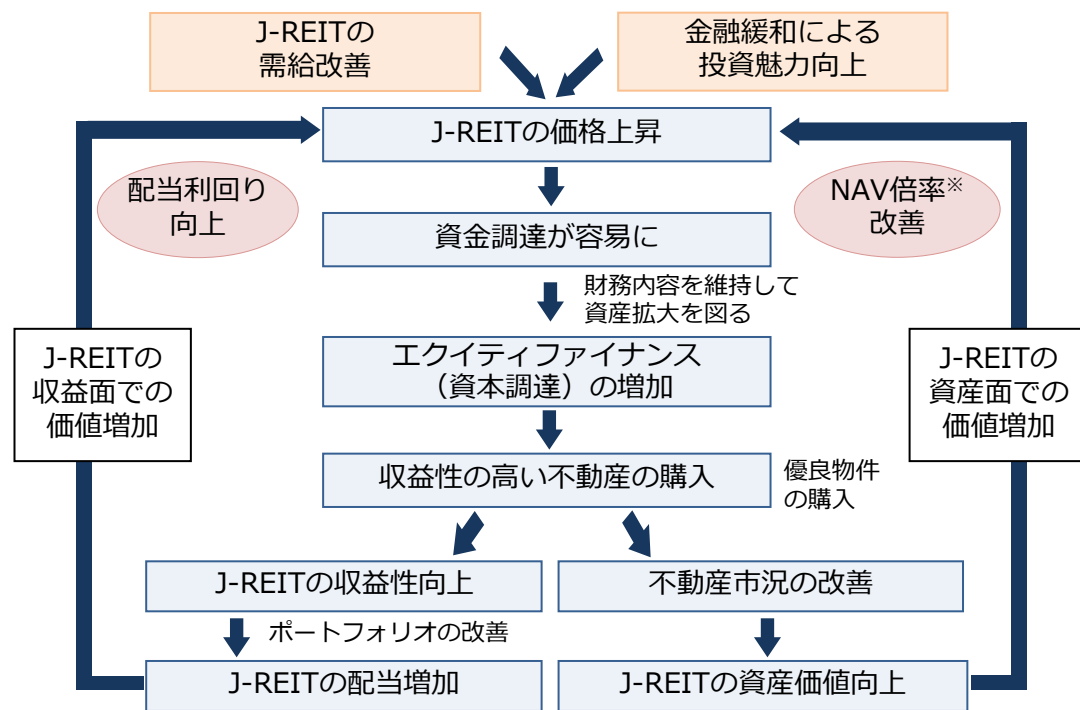 J-REITの
需給改善
金融緩和による
投資魅力向上
J-REITの価格上昇
配当利回り
向上
NAV倍率※
改善
資金調達が容易に
財務内容を維持して
資産拡大を図る
J-REITの
収益面での
価値増加
エクイティファイナンス
（資本調達）の増加
J-REITの
資産面での
価値増加
収益性の高い不動産の購入
優良物件
の購入
J-REITの収益性向上
不動産市況の改善
ポートフォリオの改善
J-REITの配当増加
J-REITの資産価値向上